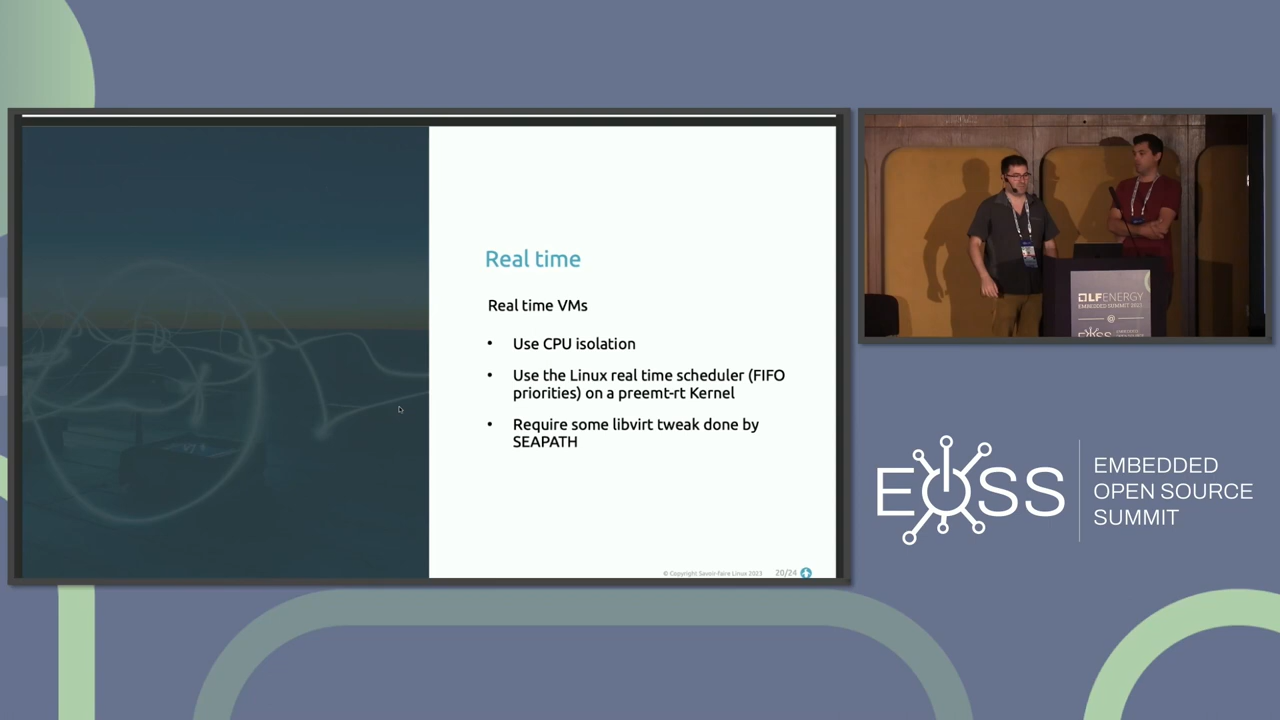 Real time
Real time VMs
• Use CPU isolation
• Use the Linux real time scheduler (FIFO
priorities) on a preemt-rt Kernel
• Require some libvirt tweak done by
SEAPATH
© Copyright Savoir-faire Linux 2023
20/24
LFENERGY
EMBEDDED SUMMIT 2023
@
EOSS
EOSS
EMBEDDED
OPEN SOURCE
SUMMIT